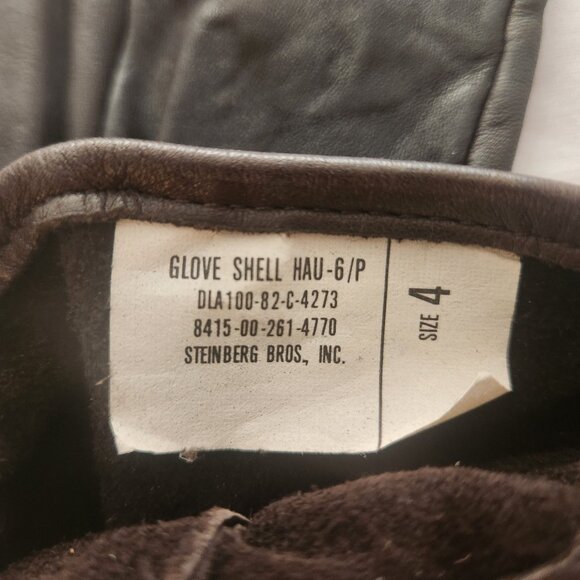 GLOVE SHELL HAU-6/P
DLA100-82-C-4273
8415-00-261-4770
STEINBERG BROS., INC.
SIZE 4